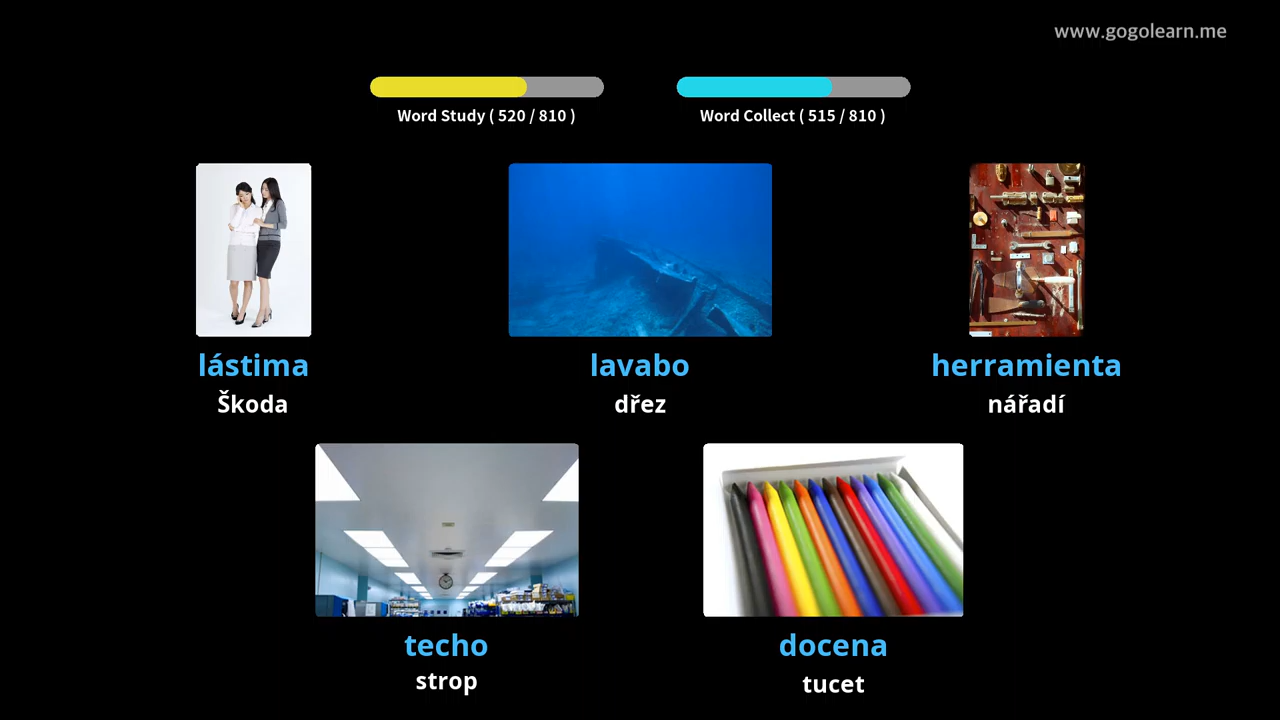 www.gogolearn.me
Word Study ( 520 / 810 )
Word Collect ( 515 / 810 )
lástima
Škoda
lavabo
dřez
herramienta
nářadí
techo
strop
docena
tucet